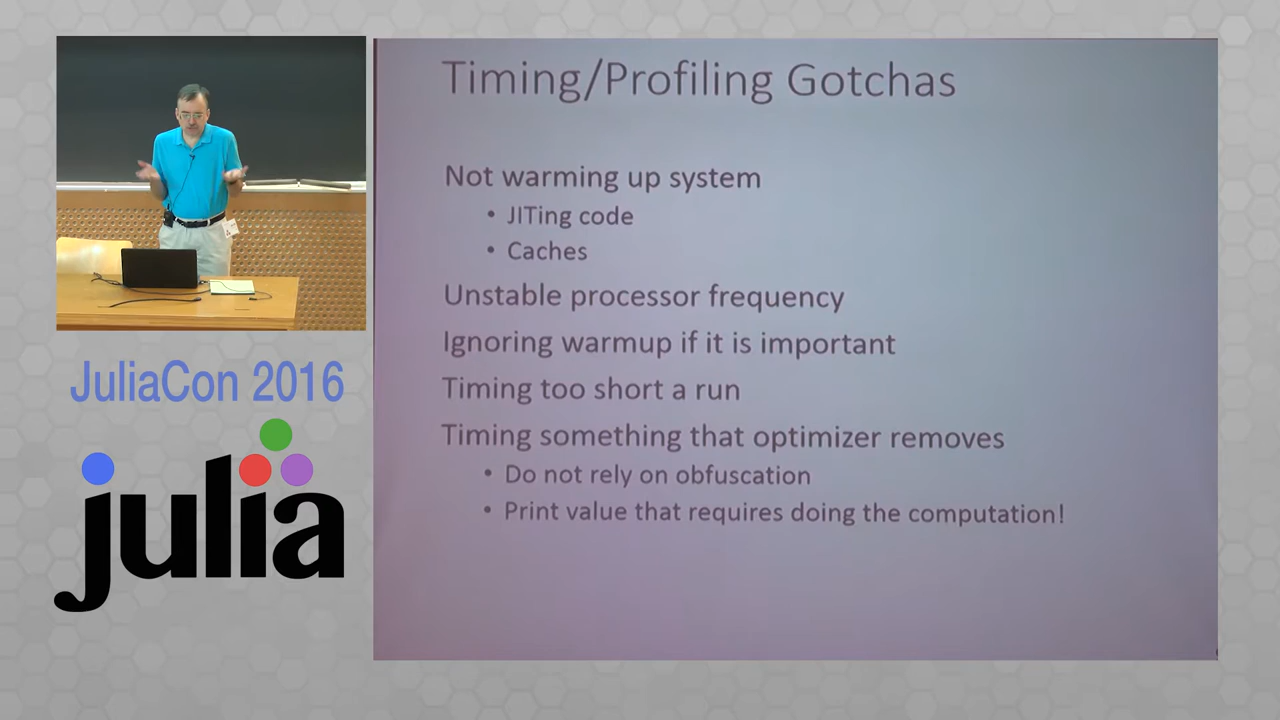 Timing/Profiling Gotchas
Not warming up system
• JITing code
• Caches
Unstable processor frequency
Ignoring warmup if it is important
Timing too short a run
Timing something that optimizer removes
• Do not rely on obfuscation
• Print value that requires doing the computation!
JuliaCon 2016
julia